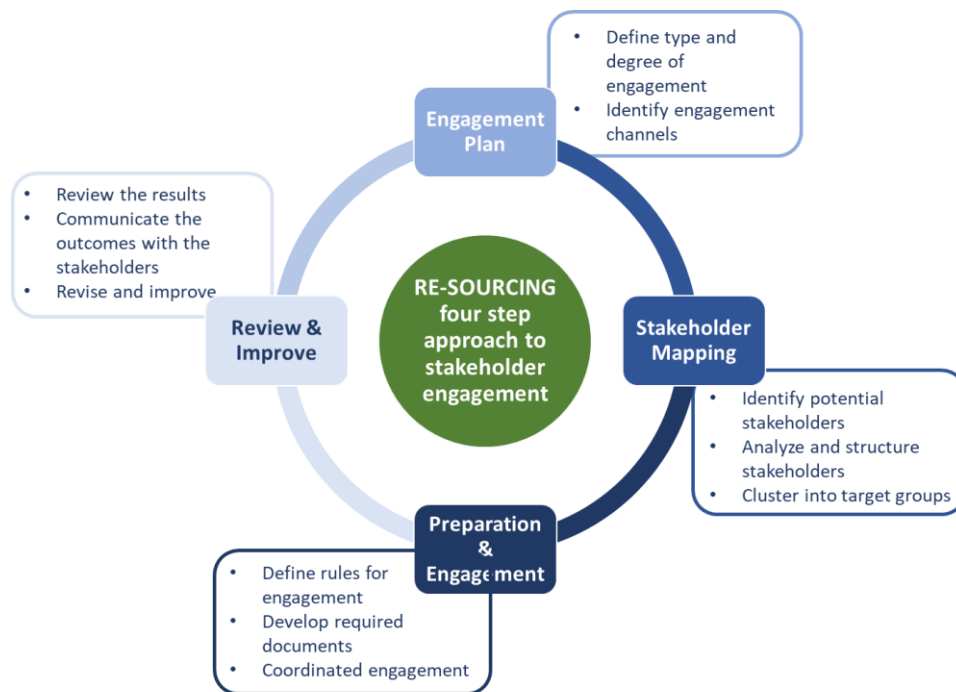 • Define type and
degree of
engagement
• Identify engagement
channels
Engagement
Plan
• Review the results
• Communicate the
outcomes with the
stakeholders
• Revise and improve
Review &
Improve
RE-SOURCING
four step
approach to
stakeholder
engagement
Stakeholder
Mapping
• Identify potential
stakeholders
• Analyze and structure
stakeholders
• Cluster into target groups
Preparation
&
Engagement
• Define rules for
engagement
• Develop required
documents
• Coordinated engagement